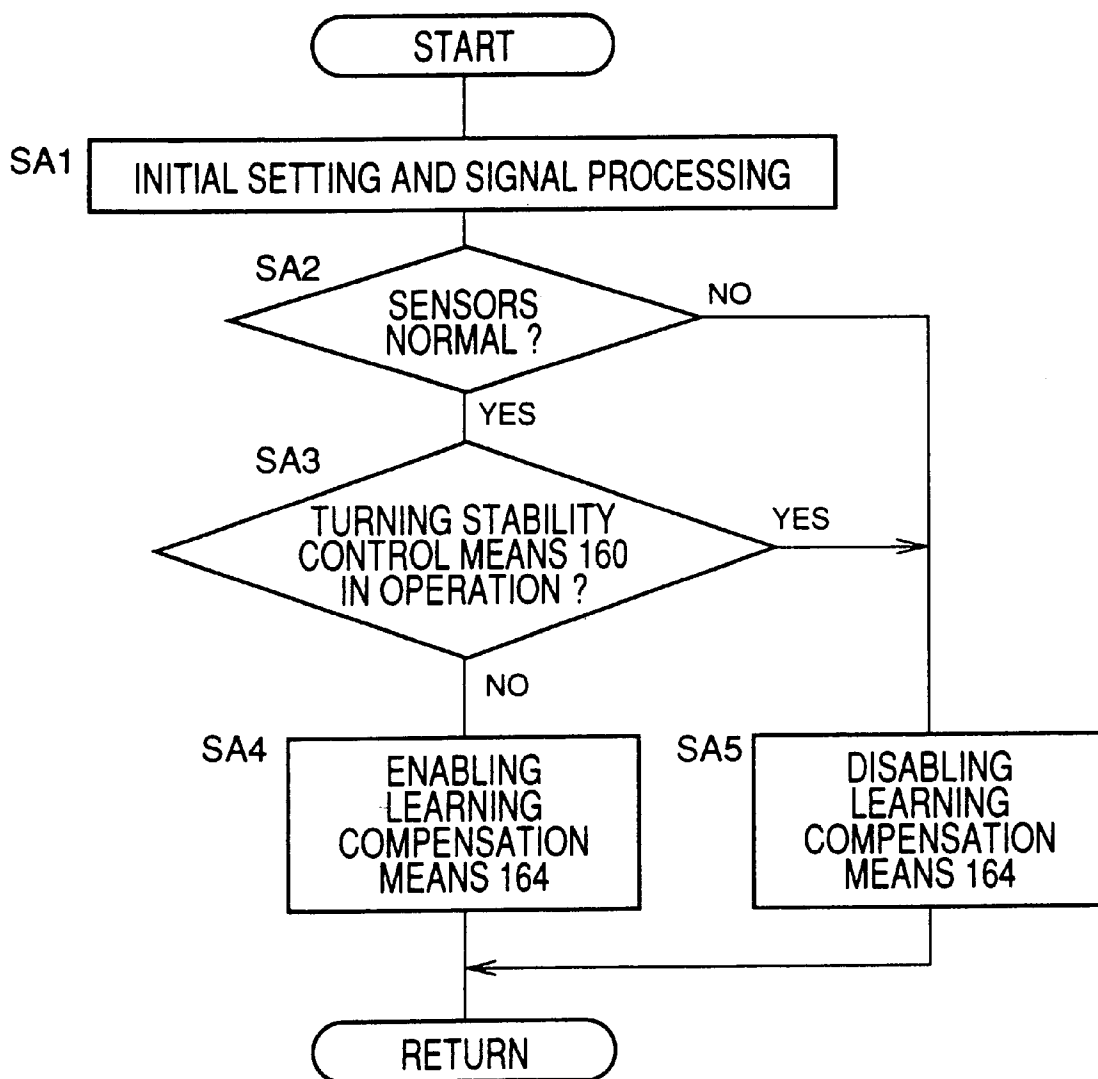 START
SA1
INITIAL SETTING AND SIGNAL PROCESSING
SA2
SENSORS
NORMAL ?
NO
YES
SA3
TURNING STABILITY
CONTROL MEANS 160
IN OPERATION ?
YES
NO
SA4
ENABLING
LEARNING
COMPENSATION
MEANS 164
SA5
DISABLING
LEARNING
COMPENSATION
MEANS 164
RETURN